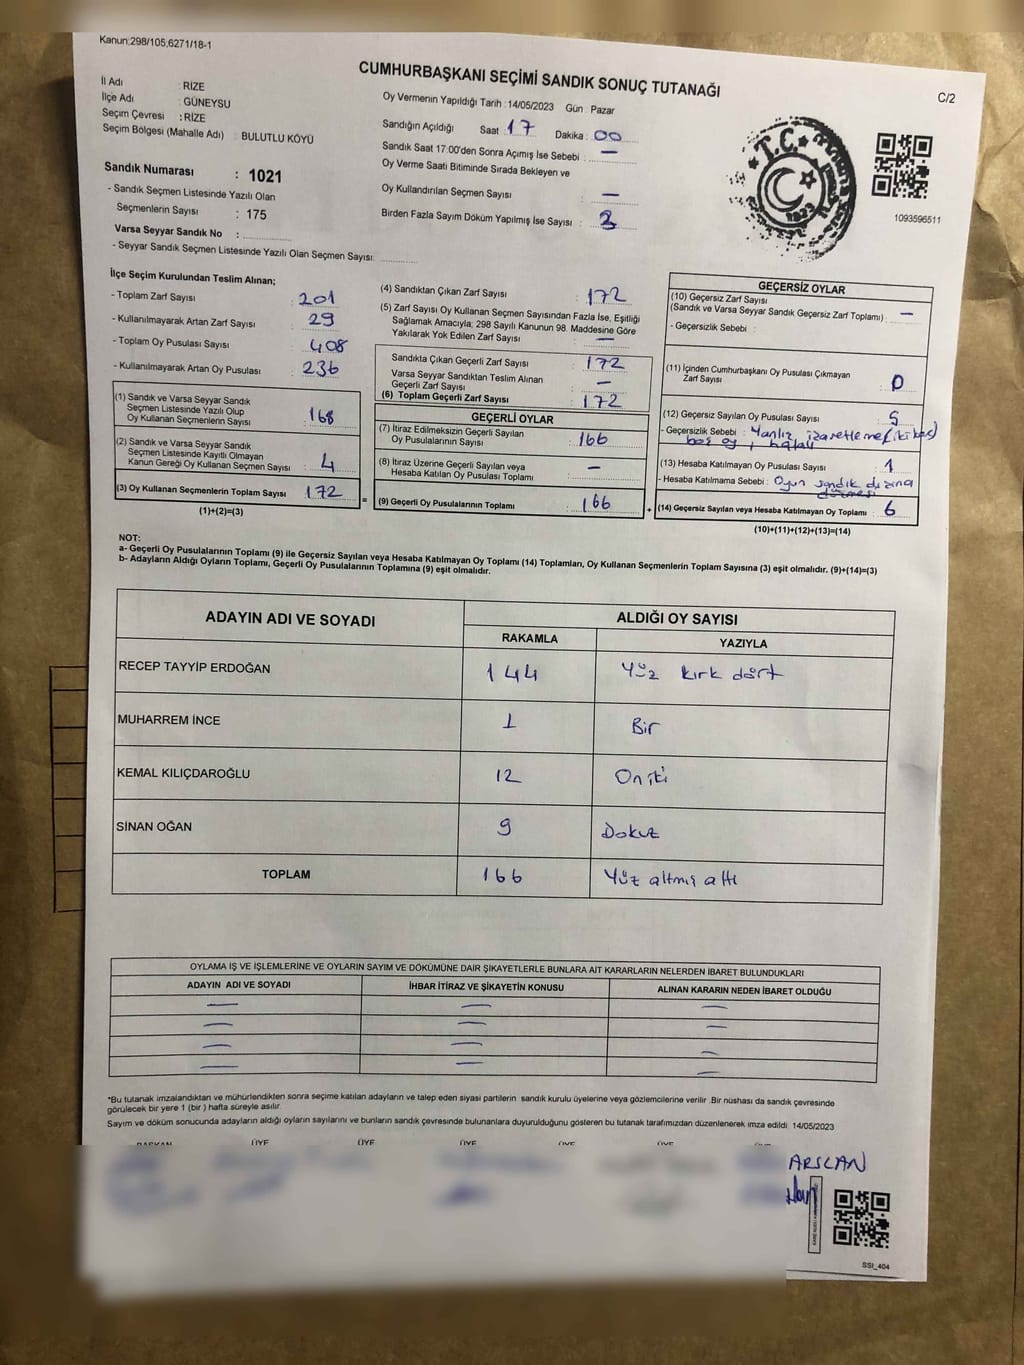 Kanun:298/105,6271/18-1
CUMHURBAŞKANI SEÇİMİ SANDIK SONUÇ TUTANAĞI
C/2
İl Adı : RİZE
İlçe Adı : GÜNEYSU
Seçim Çevresi : RİZE
Seçim Bölgesi (Mahalle Adı) : BULUTLU KÖYÜ
Sandık Numarası : 1021
- Sandık Seçmen Listesinde Yazılı Olan
Seçmenlerin Sayısı : 175
Varsa Seyyar Sandık No :
- Seyyar Sandık Seçmen Listesinde Yazılı Olan Seçmen Sayısı:
Oy Vermenin Yapıldığı Tarih : 14/05/2023 Gün : Pazar
Sandığın Açıldığı Saat : 17 Dakika : 00
Sandık Saat 17:00'den Sonra Açımış İse Sebebi : —
Oy Verme Saati Bitiminde Sırada Bekleyen ve
Oy Kullandırılan Seçmen Sayısı : —
Birden Fazla Sayım Döküm Yapılmış İse Sayısı :
T.C.
1093596511
İlçe Seçim Kurulundan Teslim Alınan;
- Toplam Zarf Sayısı : 201
- Kullanılmayarak Artan Zarf Sayısı : 29
- Toplam Oy Pusulası Sayısı : 408
- Kullanılmayarak Artan Oy Pusulası : 236
(1) Sandık ve Varsa Seyyar Sandık
Seçmen Listesinde Yazılı Olup
Oy Kullanan Seçmenlerin Sayısı : 168
(2) Sandık ve Varsa Seyyar Sandık
Seçmen Listesinde Kayıtlı Olmayan
Kanun Gereği Oy Kullanan Seçmen Sayısı : 4
(3) Oy Kullanan Seçmenlerin Toplam Sayısı : 172
(1)+(2)=(3)
=
(4) Sandıktan Çıkan Zarf Sayısı : 172
(5) Zarf Sayısı Oy Kullanan Seçmen Sayısından Fazla İse, Eşitliği
Sağlamak Amacıyla; 298 Sayılı Kanunun 98. Maddesine Göre
Yakılarak Yok Edilen Zarf Sayısı : —
Sandıkta Çıkan Geçerli Zarf Sayısı : 172
Varsa Seyyar Sandıktan Teslim Alınan
Geçerli Zarf Sayısı : —
(6) Toplam Geçerli Zarf Sayısı : 172
GEÇERLİ OYLAR
(7) İtiraz Edilmeksizin Geçerli Sayılan
Oy Pusulalarının Sayısı : 166
(8) İtiraz Üzerine Geçerli Sayılan veya
Hesaba Katılan Oy Pusulası Toplamı : —
(9) Geçerli Oy Pusulalarının Toplamı : 166
+
GEÇERSİZ OYLAR
(10) Geçersiz Zarf Sayısı
(Sandık ve Varsa Seyyar Sandık Geçersiz Zarf Toplamı) : —
- Geçersizlik Sebebi :
(11) İçinden Cumhurbaşkanı Oy Pusulası Çıkmayan
Zarf Sayısı : 0
(12) Geçersiz Sayılan Oy Pusulası Sayısı : 5
- Geçersizlik Sebebi : Yanlız işaretleme (iki kez)
boş oy, hatalı
(13) Hesaba Katılmayan Oy Pusulası Sayısı : 1
- Hesaba Katılmama Sebebi : Oyun sandık dışına
düşmesi
(14) Geçersiz Sayılan veya Hesaba Katılmayan Oy Toplamı : 6
(10)+(11)+(12)+(13)=(14)
NOT:
a- Geçerli Oy Pusulalarının Toplamı (9) ile Geçersiz Sayılan veya Hesaba Katılmayan Oy Toplamı (14) Toplamları, Oy Kullanan Seçmenlerin Toplam Sayısına (3) eşit olmalıdır. (9)+(14)=(3)
b- Adayların Aldığı Oyların Toplamı, Geçerli Oy Pusulalarının Toplamına (9) eşit olmalıdır.
ADAYIN ADI VE SOYADI ALDIĞI OY SAYISI
RAKAMLA YAZIYLA
RECEP TAYYİP ERDOĞAN 144 Yüz kırk dört
MUHARREM İNCE 1 Bir
KEMAL KILIÇDAROĞLU 12 On iki
SİNAN OĞAN 9 Dokuz
TOPLAM 166 Yüz altmış altı
OYLAMA İŞ VE İŞLEMLERİNE VE OYLARIN SAYIM VE DÖKÜMÜNE DAİR ŞİKAYETLERLE BUNLARA AİT KARARLARIN NELERDEN İBARET BULUNDUKLARI
ADAYIN ADI VE SOYADI İHBAR İTİRAZ VE ŞİKAYETİN KONUSU ALINAN KARARIN NEDEN İBARET OLDUĞU
— — —
— — —
— — —
— — —
*Bu tutanak imzalandıktan ve mühürlendikten sonra seçime katılan adayların ve talep eden siyasi partilerin sandık kurulu üyelerine veya gözlemcilerine verilir .Bir nüshası da sandık çevresinde
görülecek bir yere 1 (bir ) hafta süreyle asılır.
Sayım ve döküm sonucunda adayların aldığı oyların sayılarını ve bunların sandık çevresinde bulunanlara duyurulduğunu gösteren bu tutanak tarafımızdan düzenlenerek imza edildi. 14/05/2023
BAŞKAN ÜYE ÜYE ÜYE ÜYE ÜYE ÜYE
ARSLAN
SSI_404